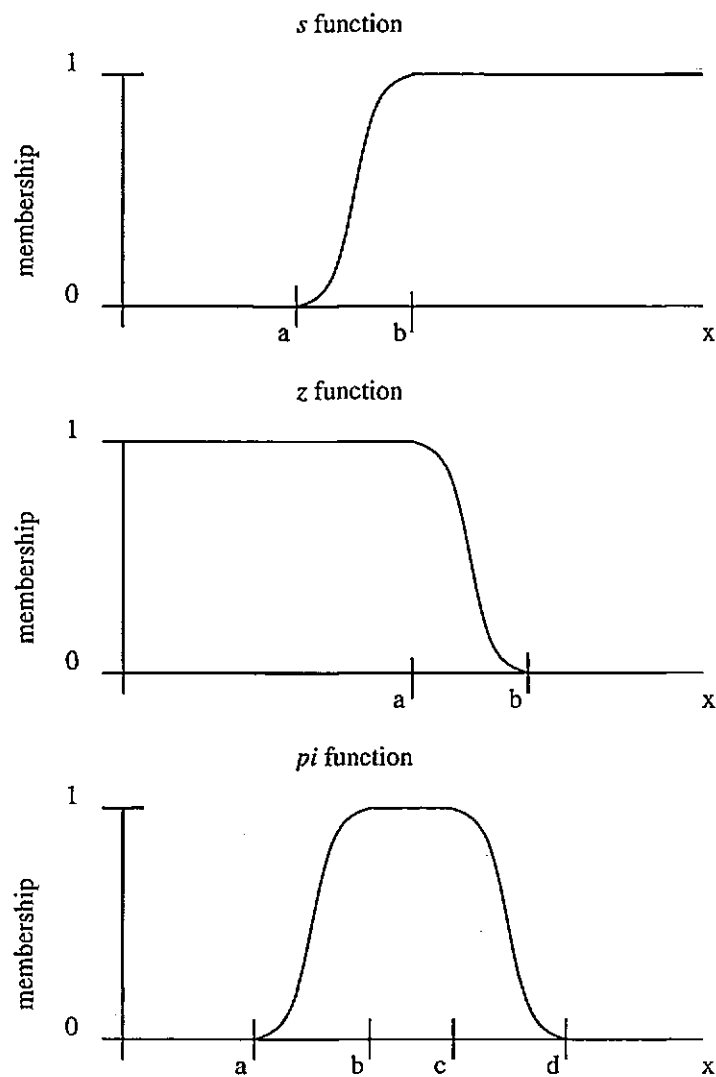 s function
1
membership
0
a b x
z function
1
membership
0
a b x
pi function
1
membership
0
a b c d x